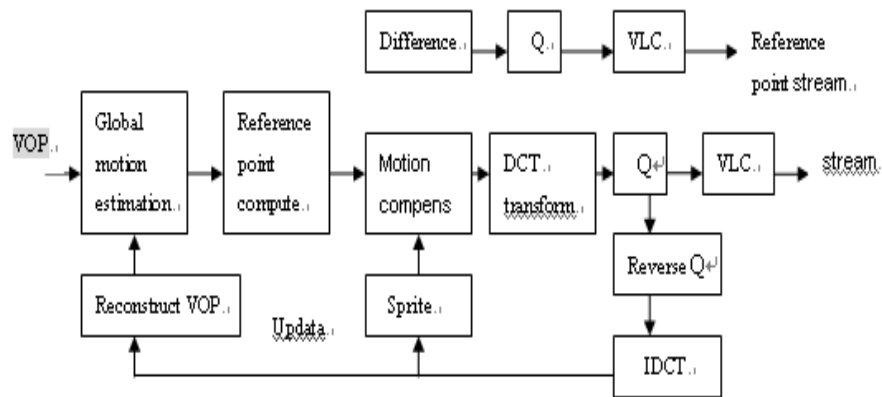 Difference
Q
VLC
Reference
point stream
VOP
Global
motion
estimation
Reference
point
compute
Motion
compens
DCT
transform
Q
VLC
stream
Reverse Q
Reconstruct VOP
Updata
Sprite
IDCT